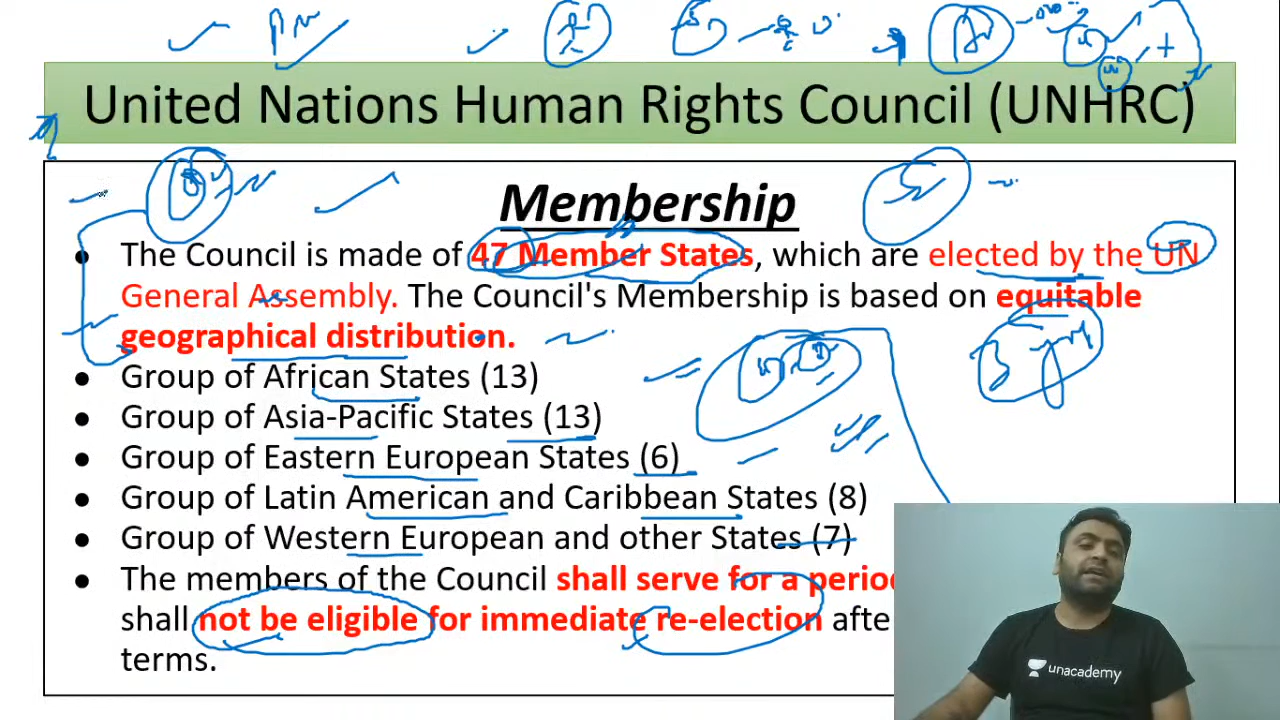 United Nations Human Rights Council (UNHRC)
Membership
● The Council is made of 47 Member States, which are elected by the UN
General Assembly. The Council's Membership is based on equitable
geographical distribution.
● Group of African States (13)
● Group of Asia-Pacific States (13)
● Group of Eastern European States (6)
● Group of Latin American and Caribbean States (8)
● Group of Western European and other States (7)
● The members of the Council shall serve for a
shall not be eligible for immediate re-election
terms.
unacademy